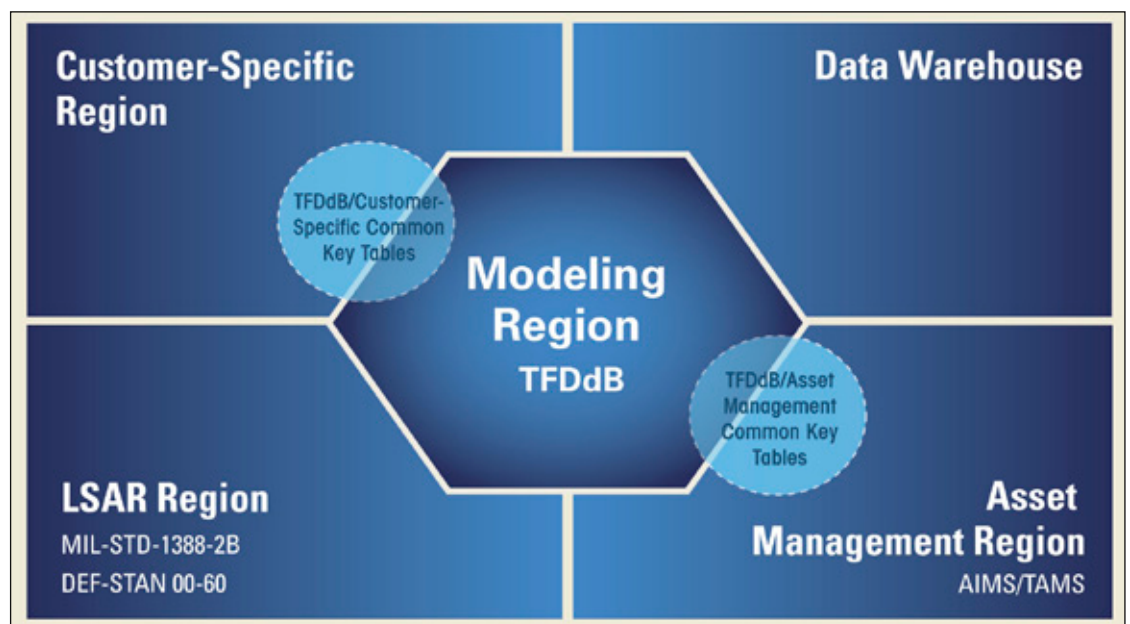 Customer-Specific
Region
Data Warehouse
TFDdB/Customer-
Specific Common
Key Tables
Modeling
Region
TFDdB
TFDdB/Asset
Management
Common Key
Tables
LSAR Region
MIL-STD-1388-2B
DEF-STAN 00-60
Asset
Management Region
AIMS/TAMS